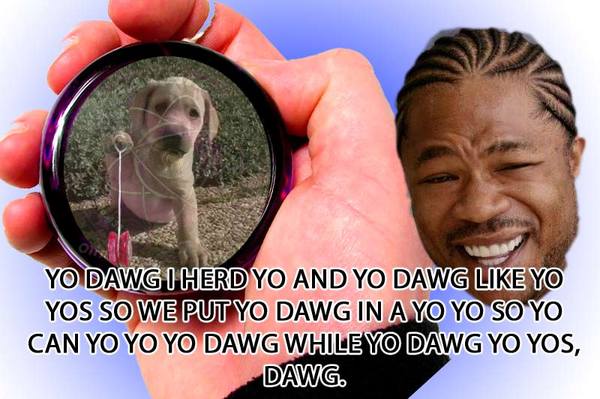 YO DAWG I HERD YO AND YO DAWG LIKE YO
YOS SO WE PUT YO DAWG IN A YO YO SO YO
CAN YO YO YO DAWG WHILE YO DAWG YO YOS,
DAWG.